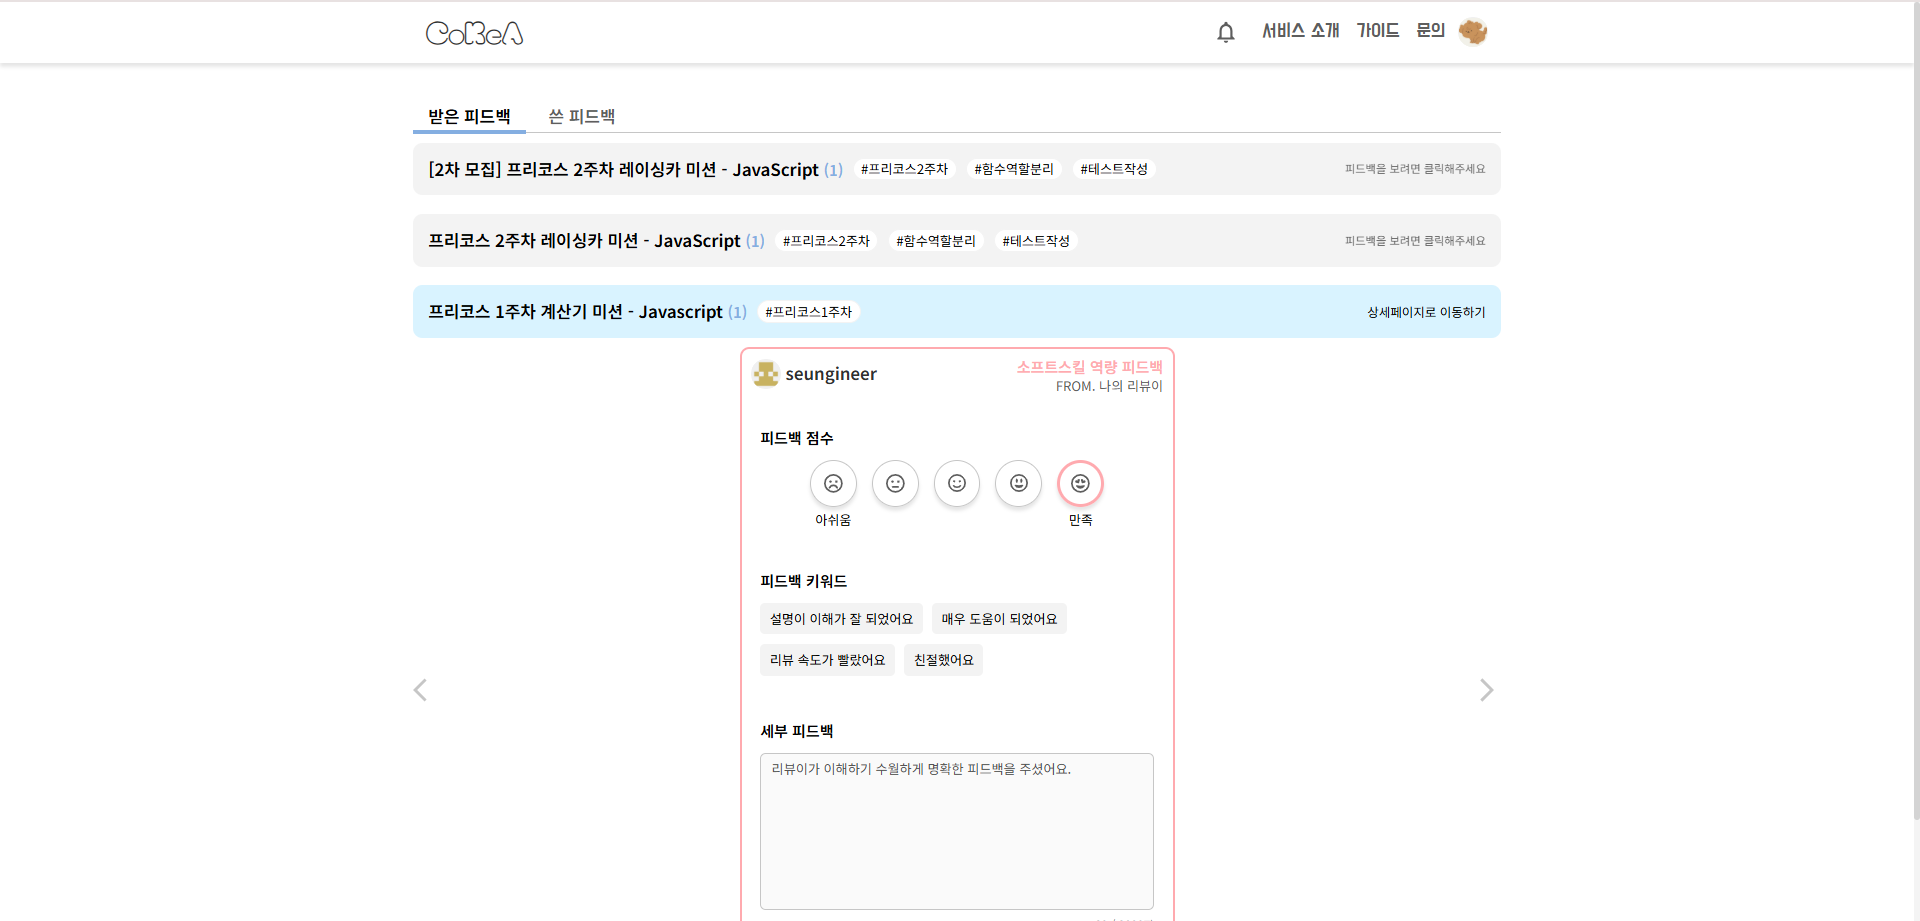 CoReA
서비스 소개 가이드 문의
받은 피드백 쓴 피드백
[2차 모집] 프리코스 2주차 레이싱카 미션 - JavaScript (1) #프리코스2주차 #함수역할분리 #테스트작성 피드백을 보려면 클릭해주세요
프리코스 2주차 레이싱카 미션 - JavaScript (1) #프리코스2주차 #함수역할분리 #테스트작성 피드백을 보려면 클릭해주세요
프리코스 1주차 계산기 미션 - Javascript (1) #프리코스1주차 상세페이지로 이동하기
seungineer 소프트스킬 역량 피드백
FROM. 나의 리뷰이
피드백 점수
아쉬움 만족
피드백 키워드
설명이 이해가 잘 되었어요 매우 도움이 되었어요
리뷰 속도가 빨랐어요 친절했어요
세부 피드백
리뷰이가 이해하기 수월하게 명확한 피드백을 주셨어요.